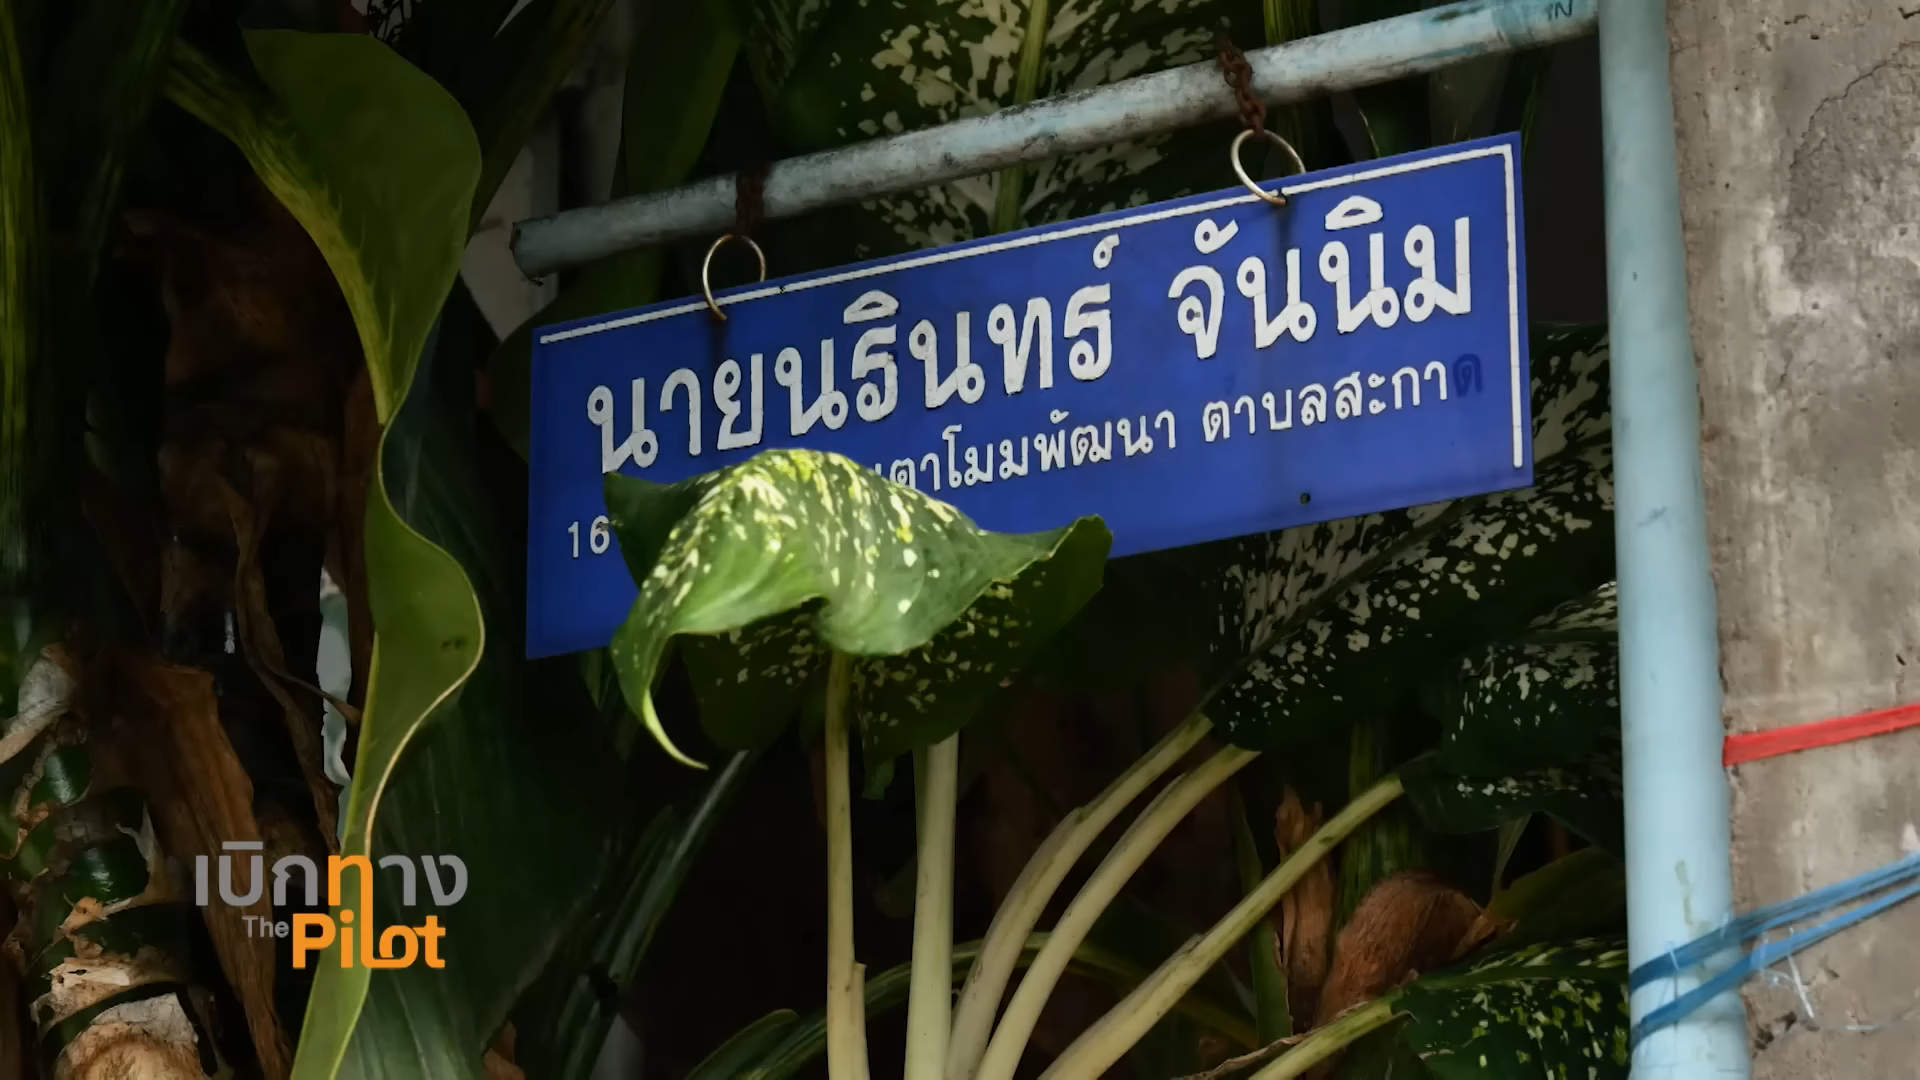 นายนรินทร์ จันนิม
16 ตาโมมพัฒนา ตาบลสะกาด
เบิกทาง
The Pilot